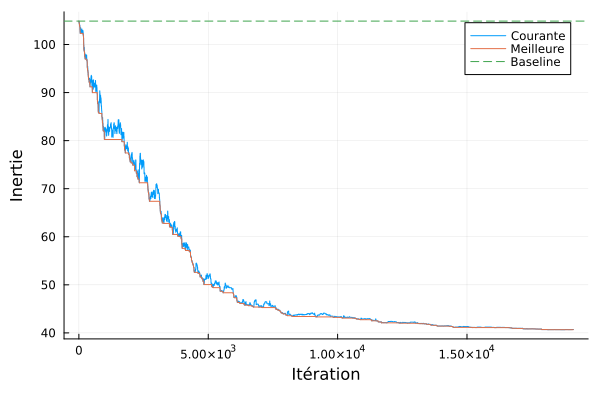 Courante
Meilleure
Baseline
100
90
80
70
60
50
40
Inertie
0
5.00×10³
1.00×10⁴
1.50×10⁴
Itération